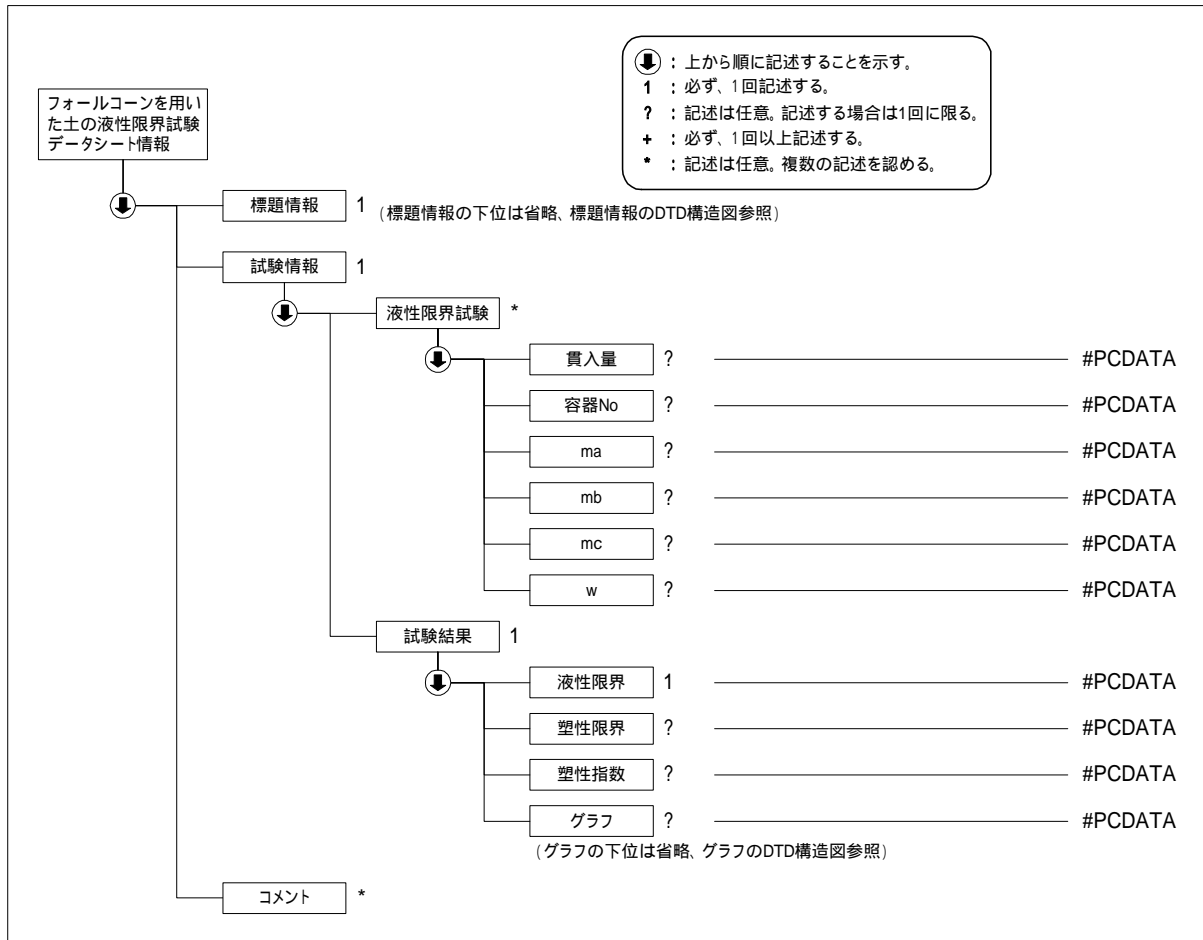 : 上から順に記述することを示す。
1 : 必ず、1回記述する。
? : 記述は任意。記述する場合は1回に限る。
+ : 必ず、1回以上記述する。
* : 記述は任意。複数の記述を認める。
フォールコーンを用い
た土の液性限界試験
データシート情報
標題情報 1 (標題情報の下位は省略、標題情報のDTD構造図参照)
試験情報 1
液性限界試験 *
貫入量 ? #PCDATA
容器No ? #PCDATA
ma ? #PCDATA
mb ? #PCDATA
mc ? #PCDATA
w ? #PCDATA
試験結果 1
液性限界 1 #PCDATA
塑性限界 ? #PCDATA
塑性指数 ? #PCDATA
グラフ ? #PCDATA
(グラフの下位は省略、グラフのDTD構造図参照)
コメント *